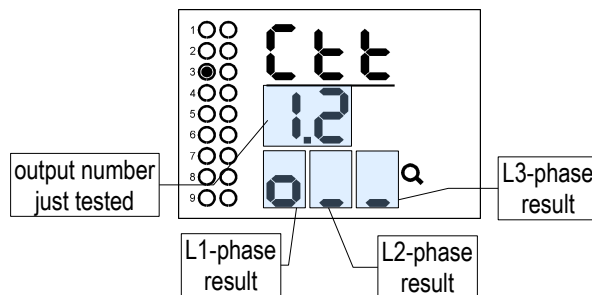 1
2
3
4
5
6
7
8
9
Ctt
1.2
o _ _
output number
just tested
L1-phase
result
L2-phase
result
L3-phase
result